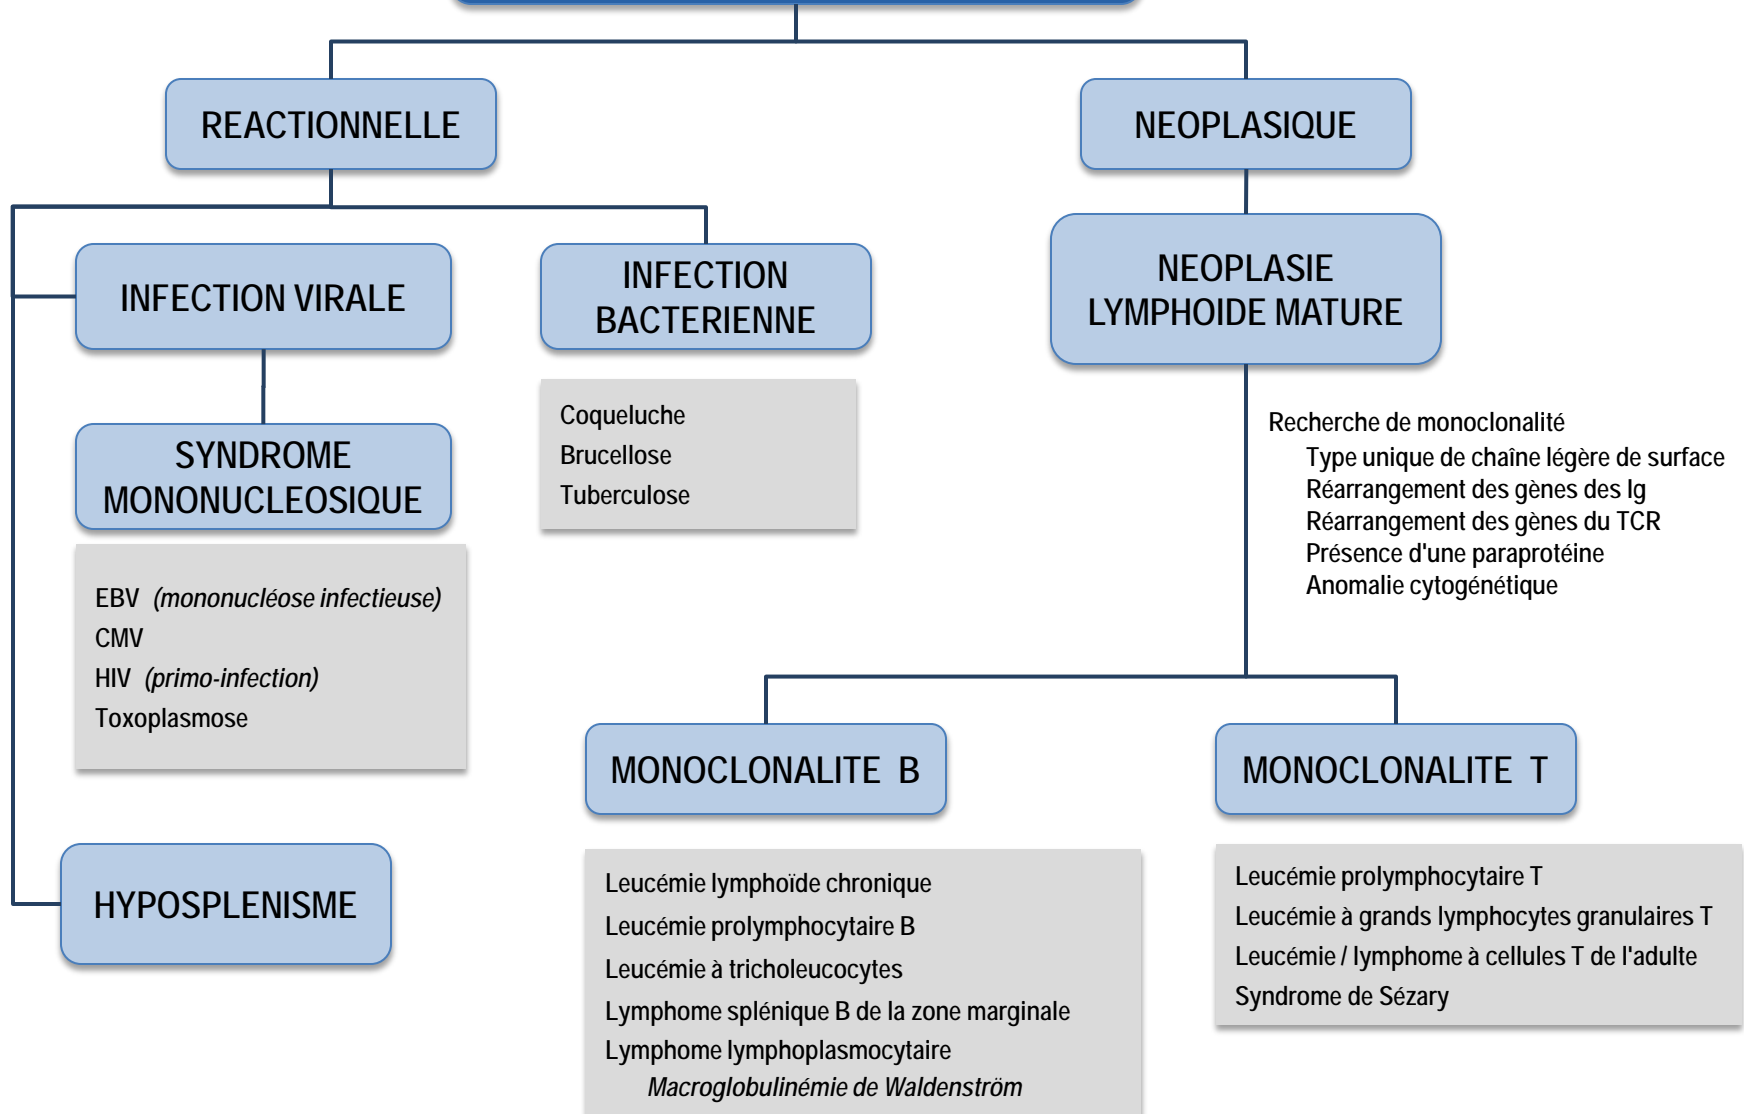 REACTIONNELLE
NEOPLASIQUE
INFECTION VIRALE
INFECTION
BACTERIENNE
NEOPLASIE
LYMPHOIDE MATURE
SYNDROME
MONONUCLEOSIQUE
Coqueluche
Brucellose
Tuberculose
Recherche de monoclonalité
Type unique de chaîne légère de surface
Réarrangement des gènes des Ig
Réarrangement des gènes du TCR
Présence d'une paraprotéine
Anomalie cytogénétique
EBV (mononucléose infectieuse)
CMV
HIV (primo-infection)
Toxoplasmose
HYPOSPLENISME
MONOCLONALITE B
MONOCLONALITE T
Leucémie lymphoïde chronique
Leucémie prolymphocytaire B
Leucémie à tricholeucocytes
Lymphome splénique B de la zone marginale
Lymphome lymphoplasmocytaire
Macroglobulinémie de Waldenström
Leucémie prolymphocytaire T
Leucémie à grands lymphocytes granulaires T
Leucémie / lymphome à cellules T de l'adulte
Syndrome de Sézary